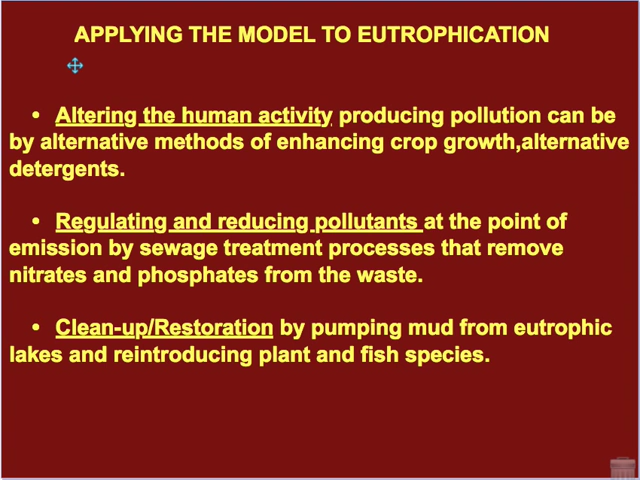 APPLYING THE MODEL TO EUTROPHICATION
• Altering the human activity producing pollution can be
by alternative methods of enhancing crop growth,alternative
detergents.
• Regulating and reducing pollutants at the point of
emission by sewage treatment processes that remove
nitrates and phosphates from the waste.
• Clean-up/Restoration by pumping mud from eutrophic
lakes and reintroducing plant and fish species.